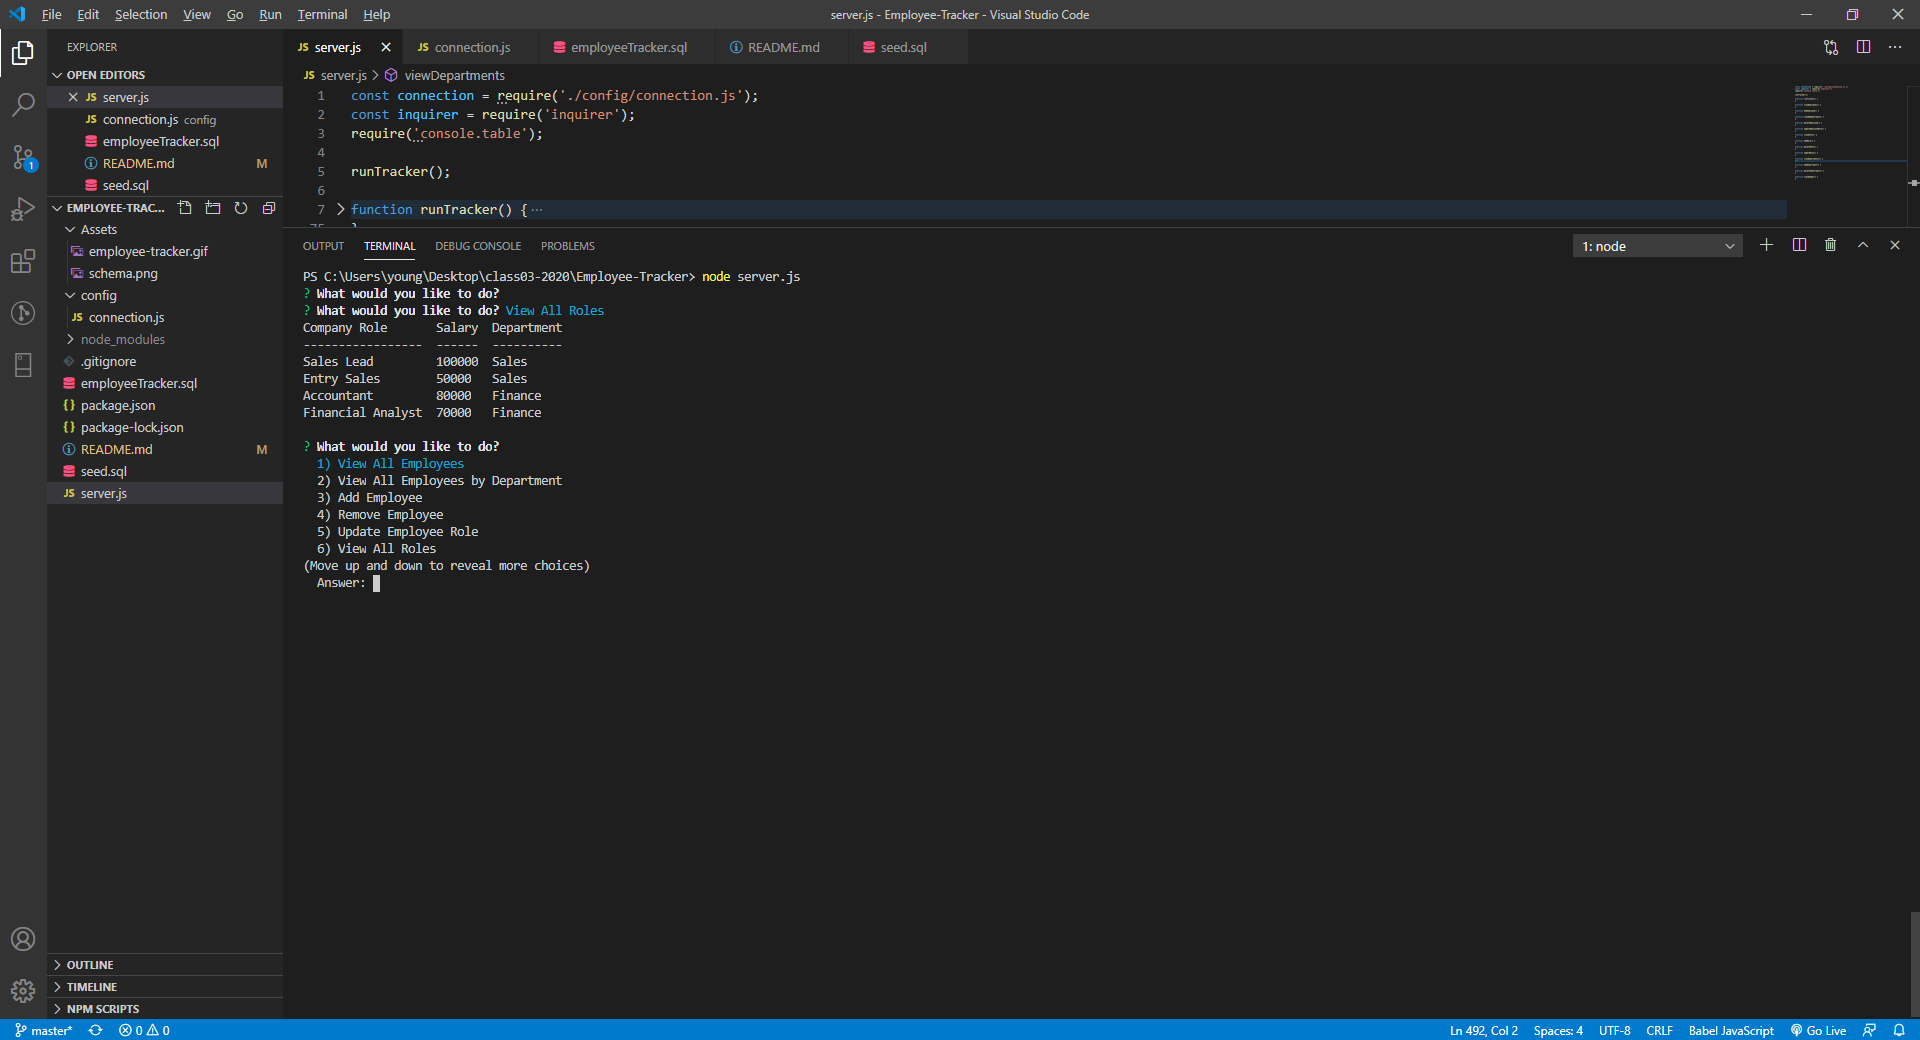 File Edit Selection View Go Run Terminal Help
server.js - Employee-Tracker - Visual Studio Code
EXPLORER
OPEN EDITORS
JS server.js
JS connection.js config
employeeTracker.sql
README.md M
seed.sql
EMPLOYEE-TRAC...
Assets
employee-tracker.gif
schema.png
config
JS connection.js
node_modules
.gitignore
employeeTracker.sql
{} package.json
{} package-lock.json
README.md M
seed.sql
JS server.js
OUTLINE
TIMELINE
NPM SCRIPTS
1
JS server.js
JS connection.js
employeeTracker.sql
README.md
seed.sql
JS server.js > viewDepartments
1 const connection = require('./config/connection.js');
2 const inquirer = require('inquirer');
3 require('console.table');
4
5 runTracker();
6
7 function runTracker() { ...
OUTPUT TERMINAL DEBUG CONSOLE PROBLEMS
1: node
PS C:\Users\young\Desktop\class03-2020\Employee-Tracker> node server.js
? What would you like to do?
? What would you like to do? View All Roles
Company Role Salary Department
----------------- ------ ----------
Sales Lead 100000 Sales
Entry Sales 50000 Sales
Accountant 80000 Finance
Financial Analyst 70000 Finance
? What would you like to do?
1) View All Employees
2) View All Employees by Department
3) Add Employee
4) Remove Employee
5) Update Employee Role
6) View All Roles
(Move up and down to reveal more choices)
Answer:
master* 0 0
Ln 492, Col 2 Spaces: 4 UTF-8 CRLF Babel JavaScript Go Live